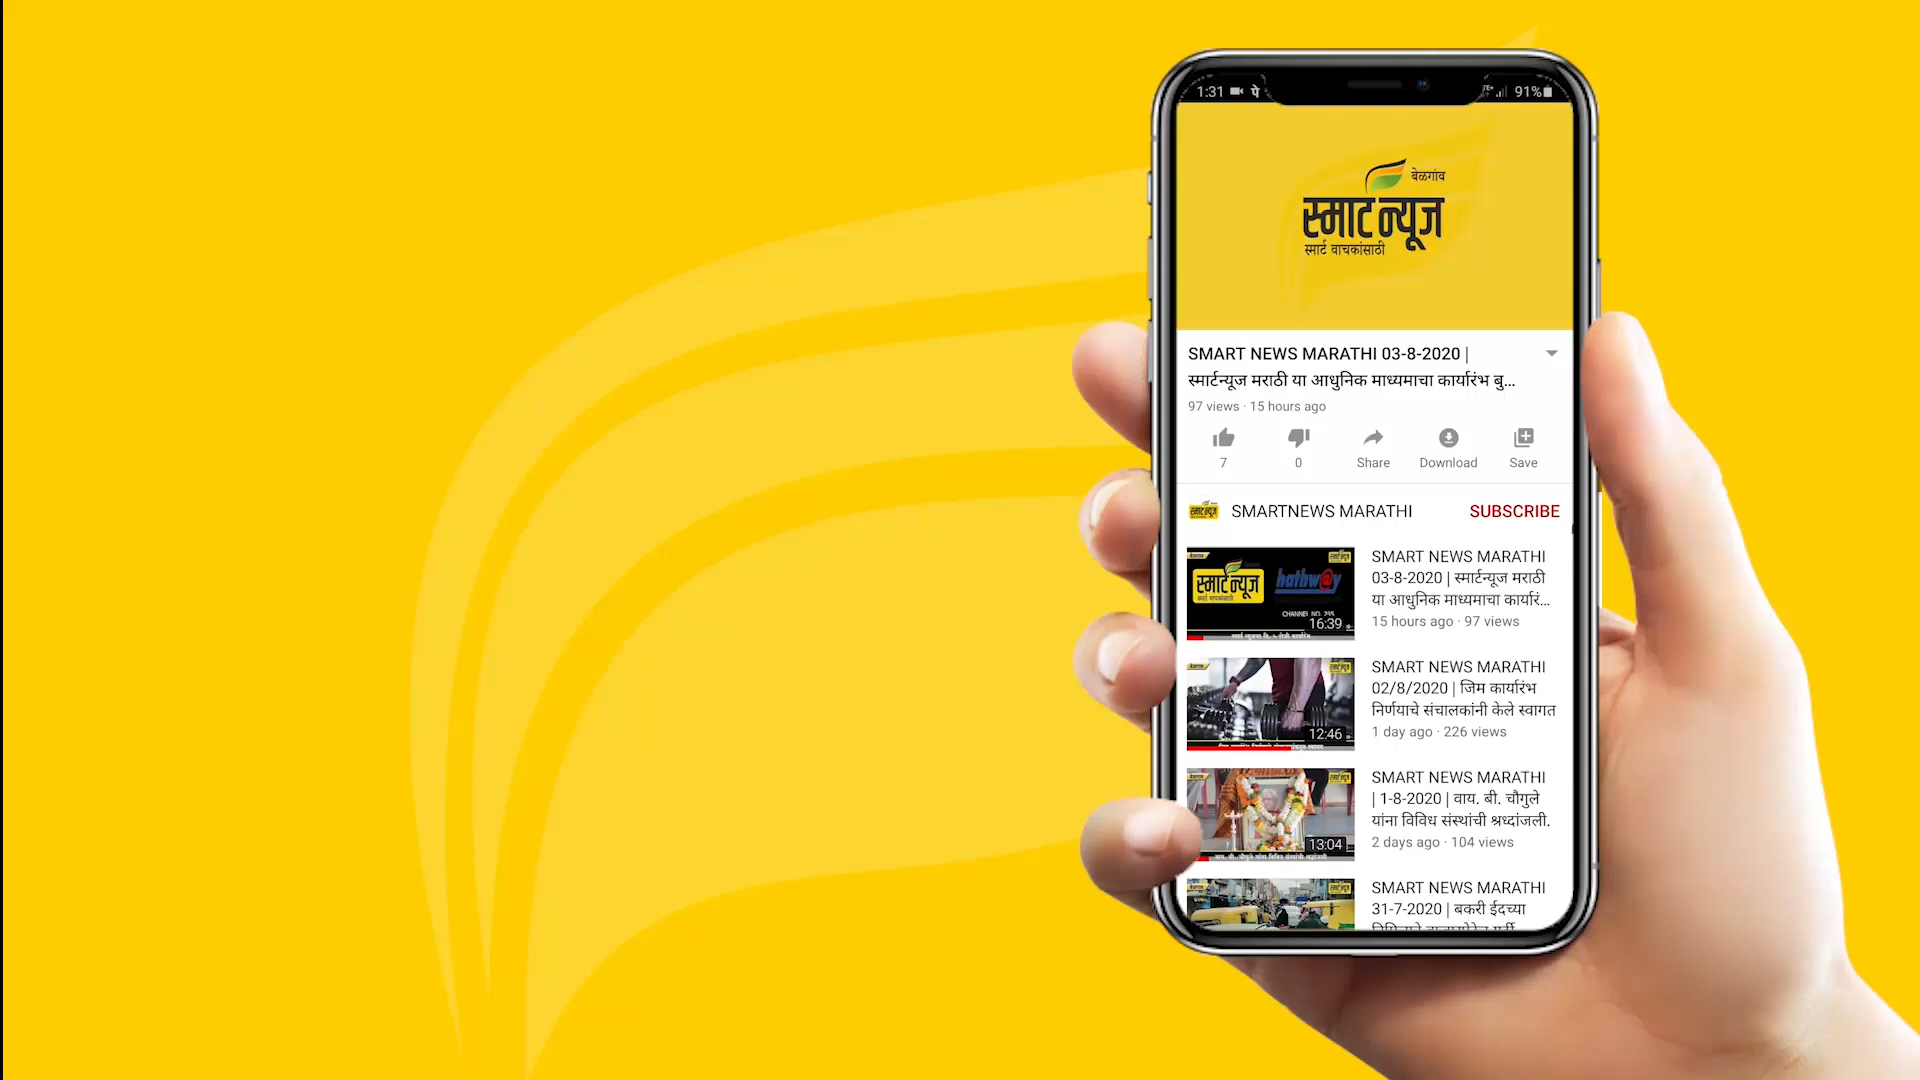 1:31 पे 91%
बेळगांव
स्मार्ट न्यूज
स्मार्ट वाचकांसाठी
SMART NEWS MARATHI 03-8-2020 |
स्मार्टन्यूज मराठी या आधुनिक माध्यमाचा कार्यारंभ बु...
97 views · 15 hours ago
7 0 Share Download Save
स्मार्ट न्यूज SMARTNEWS MARATHI SUBSCRIBE
स्मार्ट न्यूज hathway
CHANNEL NO. 295
16:39
SMART NEWS MARATHI
03-8-2020 | स्मार्टन्यूज मराठी
या आधुनिक माध्यमाचा कार्यारं...
15 hours ago · 97 views
12:46
SMART NEWS MARATHI
02/8/2020 | जिम कार्यारंभ
निर्णयाचे संचालकांनी केले स्वागत
1 day ago · 226 views
13:04
SMART NEWS MARATHI
| 1-8-2020 | वाय. बी. चौगुले
यांना विविध संस्थांची श्रध्दांजली.
2 days ago · 104 views
SMART NEWS MARATHI
31-7-2020 | बकरी ईदच्या